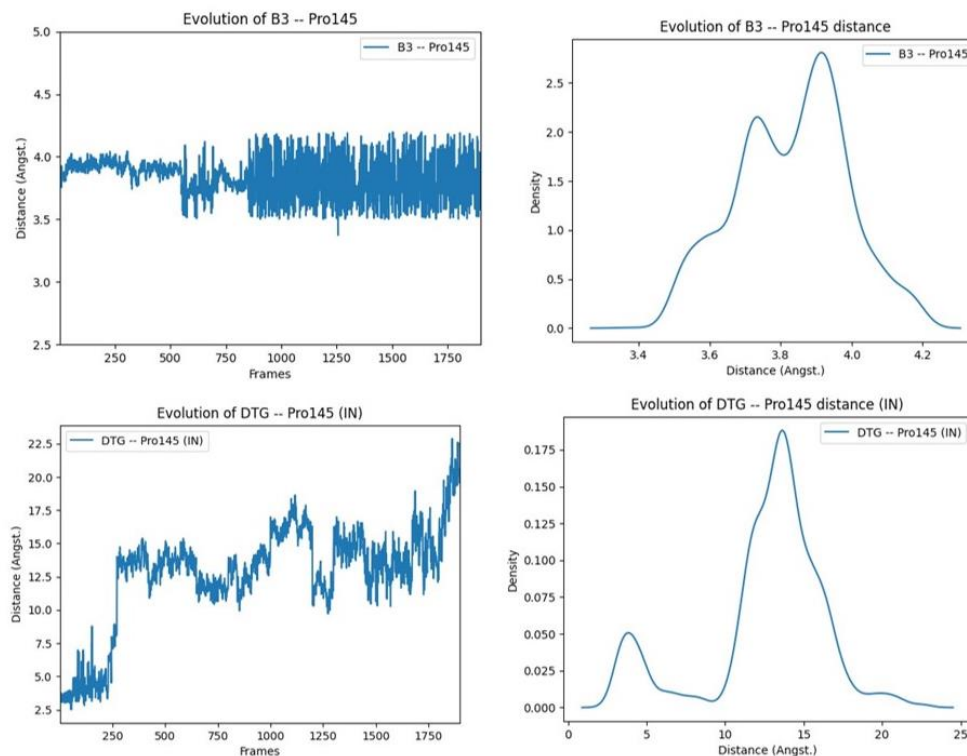 Evolution of B3 -- Pro145
B3 -- Pro145
Distance (Angst.)
5.0
4.5
4.0
3.5
3.0
2.5
250 500 750 1000 1250 1500 1750
Frames
Evolution of B3 -- Pro145 distance
B3 -- Pro145
Density
2.5
2.0
1.5
1.0
0.5
0.0
3.4 3.6 3.8 4.0 4.2
Distance (Angst.)
Evolution of DTG -- Pro145 (IN)
DTG -- Pro145 (IN)
Distance (Angst.)
22.5
20.0
17.5
15.0
12.5
10.0
7.5
5.0
2.5
250 500 750 1000 1250 1500 1750
Frames
Evolution of DTG -- Pro145 distance (IN)
DTG -- Pro145 (IN)
Density
0.175
0.150
0.125
0.100
0.075
0.050
0.025
0.000
0 5 10 15 20 25
Distance (Angst.)